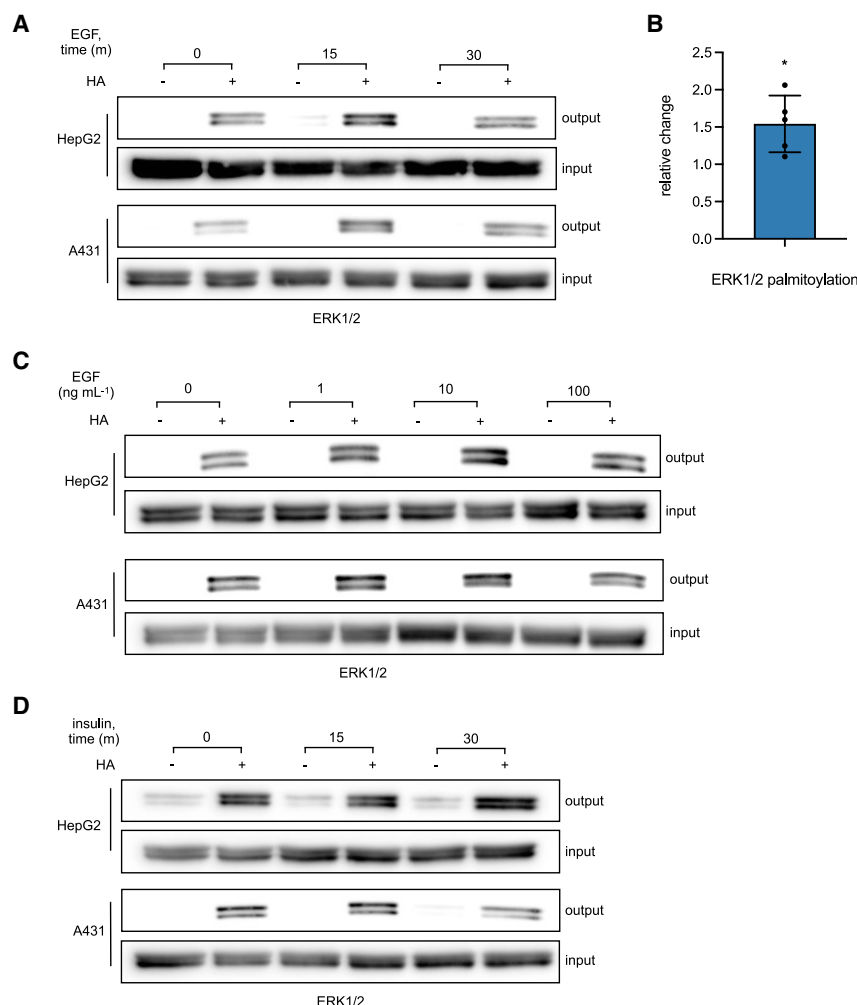 A
EGF,
time (m)
0 15 30
HA - + - + - +
HepG2
output
input
A431
output
input
ERK1/2
B
*
relative change
2.5
2.0
1.5
1.0
0.5
0.0
ERK1/2 palmitoylation
C
EGF
(ng mL-1)
0 1 10 100
HA - + - + - + - +
HepG2
output
input
A431
output
input
ERK1/2
D
insulin,
time (m)
0 15 30
HA - + - + - +
HepG2
output
input
A431
output
input
ERK1/2